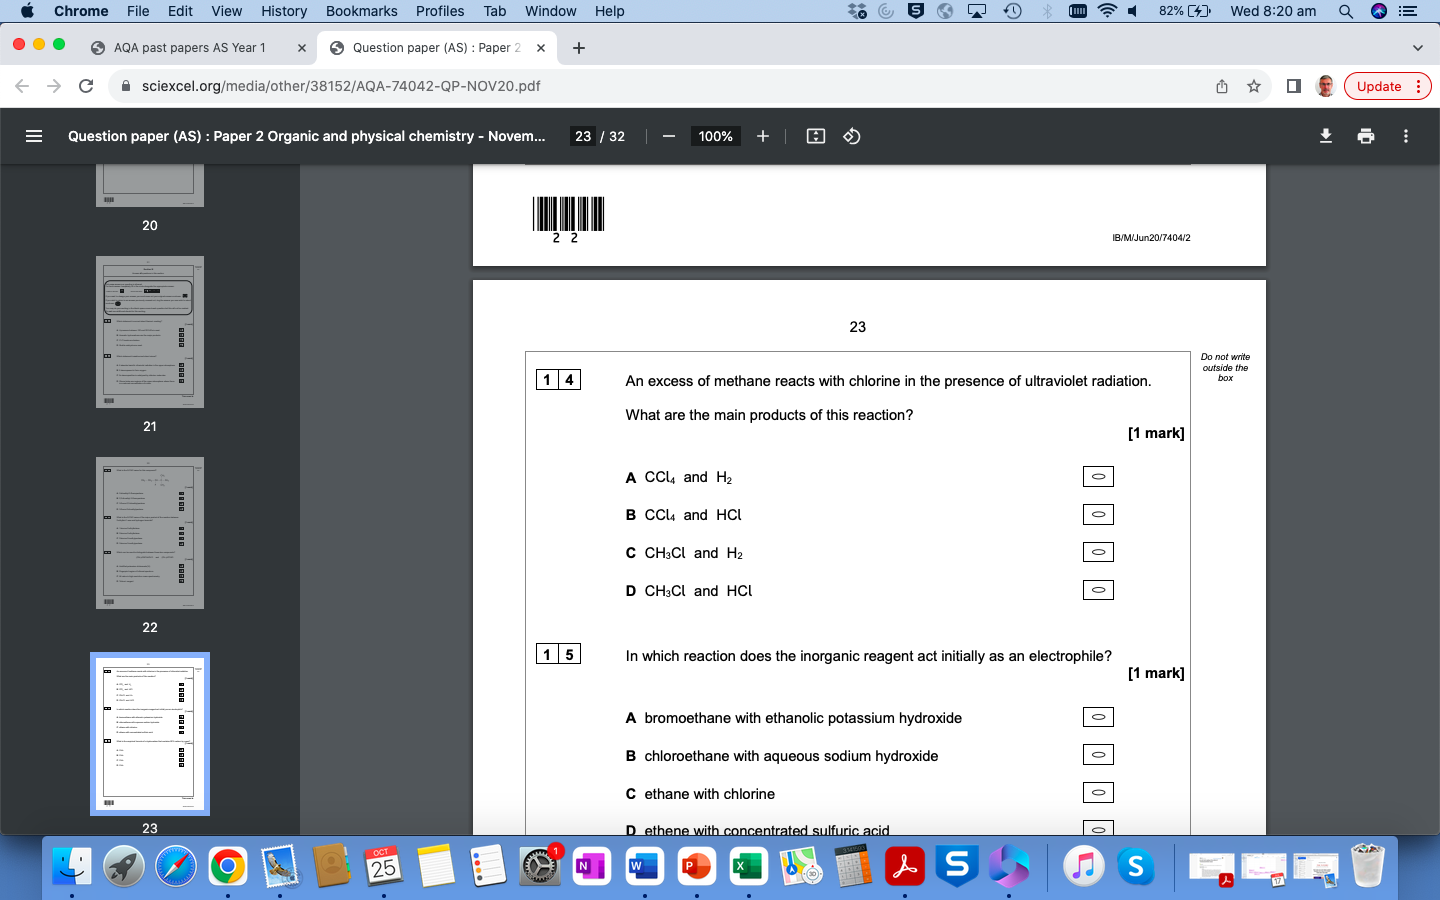 Chrome File Edit View History Bookmarks Profiles Tab Window Help 82% Wed 8:20 am
AQA past papers AS Year 1 × Question paper (AS) : Paper 2 × +
sciexcel.org/media/other/38152/AQA-74042-QP-NOV20.pdf Update
Question paper (AS) : Paper 2 Organic and physical chemistry - Novem... 23 / 32 − 100% +
20
21
22
23
2 2
IB/M/Jun20/7404/2
23
Do not write
outside the
box
1 4 An excess of methane reacts with chlorine in the presence of ultraviolet radiation.
What are the main products of this reaction?
[1 mark]
A CCl₄ and H₂
B CCl₄ and HCl
C CH₃Cl and H₂
D CH₃Cl and HCl
1 5 In which reaction does the inorganic reagent act initially as an electrophile?
[1 mark]
A bromoethane with ethanolic potassium hydroxide
B chloroethane with aqueous sodium hydroxide
C ethane with chlorine
D ethene with concentrated sulfuric acid
OCT
25
1
N
W
P
X
3D
S
S
17